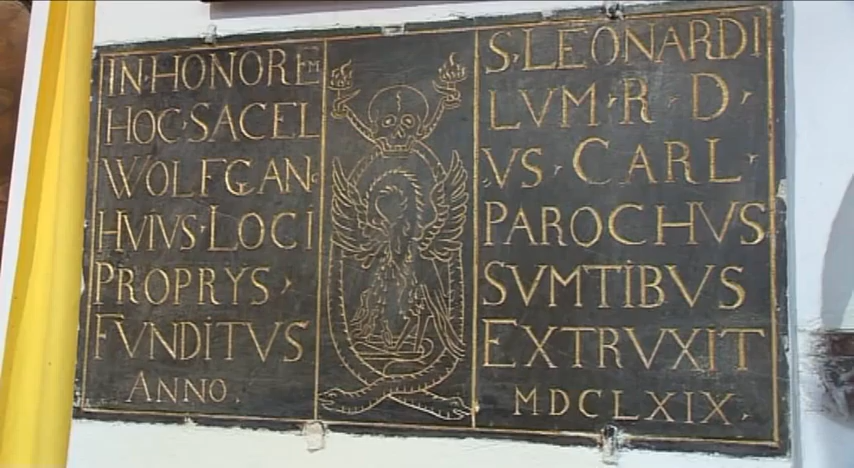 IN·HONOREM S·LEONARDI
HOC·SACEL LVM·R·D,
WOLFGAN⸗ VS·CARL,
HVIVS·LOCI PAROCHVS
PROPRYS, SVMTIBVS
FVNDITVS EXTRVXIT
ANNO MDCLXIX